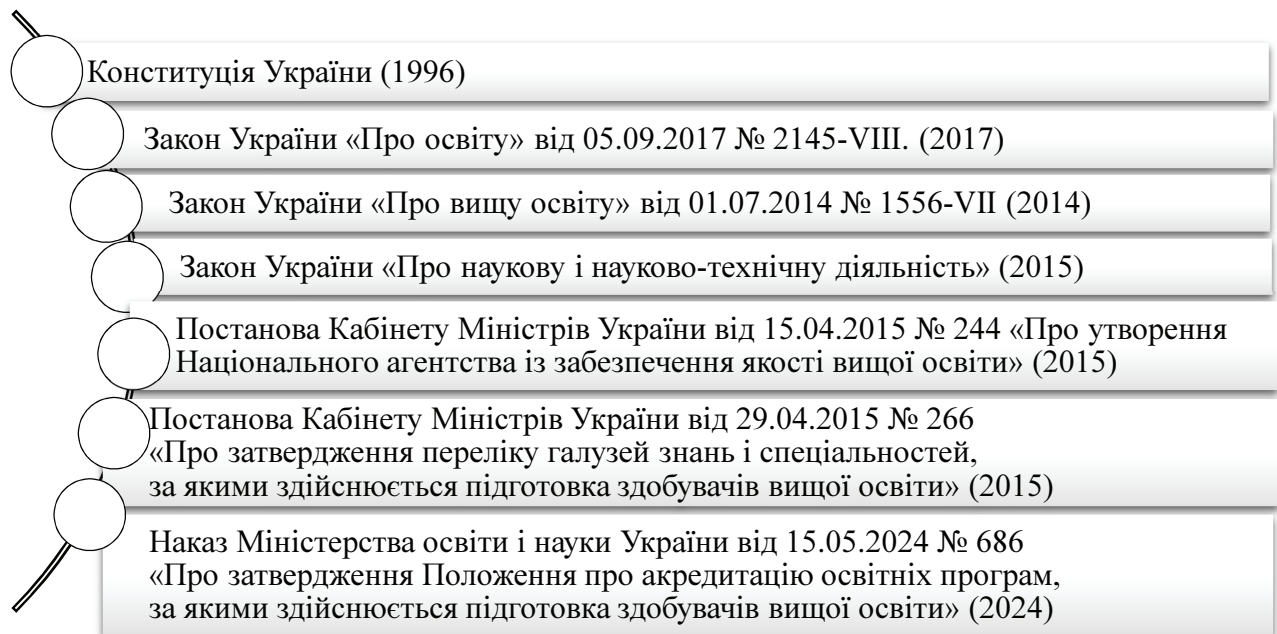 Конституція України (1996)
Закон України «Про освіту» від 05.09.2017 № 2145-VIII. (2017)
Закон України «Про вищу освіту» від 01.07.2014 № 1556-VII (2014)
Закон України «Про наукову і науково-технічну діяльність» (2015)
Постанова Кабінету Міністрів України від 15.04.2015 № 244 «Про утворення
Національного агентства із забезпечення якості вищої освіти» (2015)
Постанова Кабінету Міністрів України від 29.04.2015 № 266
«Про затвердження переліку галузей знань і спеціальностей,
за якими здійснюється підготовка здобувачів вищої освіти» (2015)
Наказ Міністерства освіти і науки України від 15.05.2024 № 686
«Про затвердження Положення про акредитацію освітніх програм,
за якими здійснюється підготовка здобувачів вищої освіти» (2024)